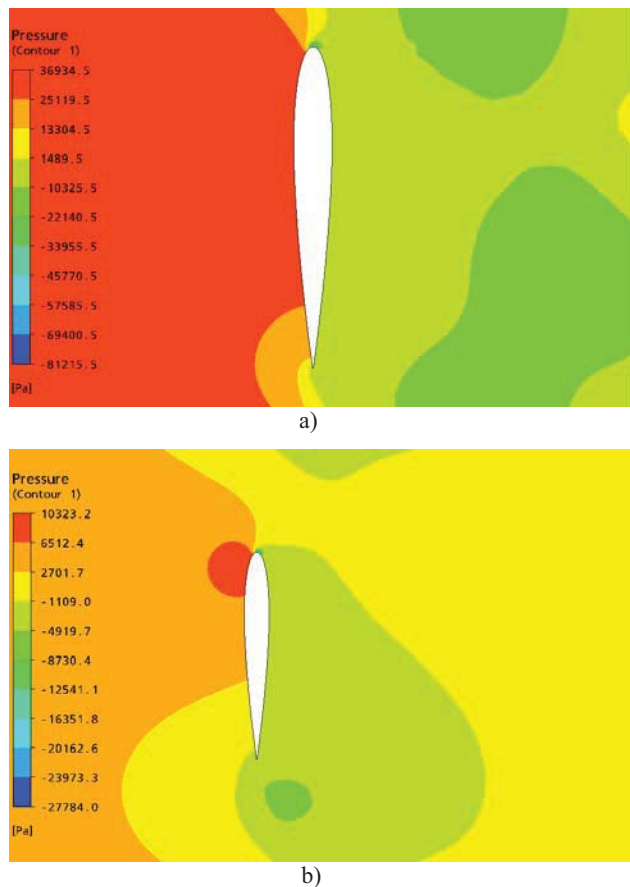 Pressure
(Contour 1)
36934.5
25119.5
13304.5
1489.5
-10325.5
-22140.5
-33955.5
-45770.5
-57585.5
-69400.5
-81215.5
[Pa]
a)
Pressure
(Contour 1)
10323.2
6512.4
2701.7
-1109.0
-4919.7
-8730.4
-12541.1
-16351.8
-20162.6
-23973.3
-27784.0
[Pa]
b)